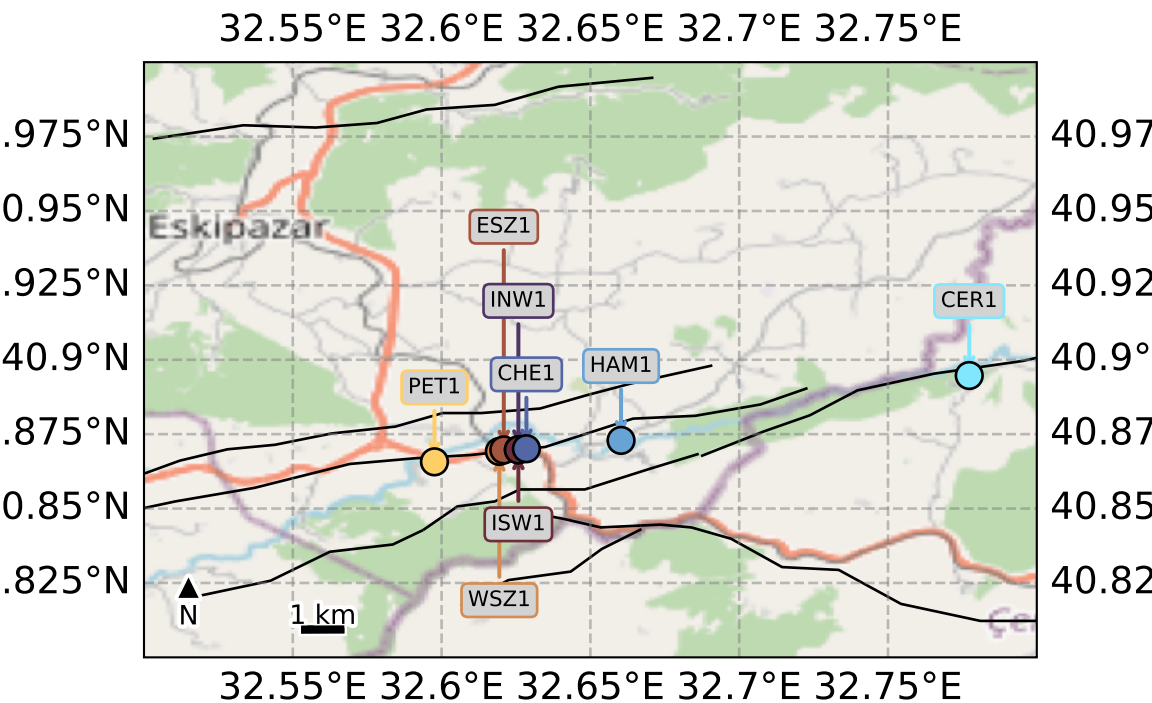 32.55°E 32.6°E 32.65°E 32.7°E 32.75°E
.975°N 40.97
0.95°N 40.95
Eskipazar
ESZ1
.925°N 40.92
INW1 CER1
40.9°N 40.9°
PET1 CHE1 HAM1
.875°N 40.87
0.85°N 40.85
ISW1
.825°N 40.82
WSZ1
N 1 km Çe
32.55°E 32.6°E 32.65°E 32.7°E 32.75°E